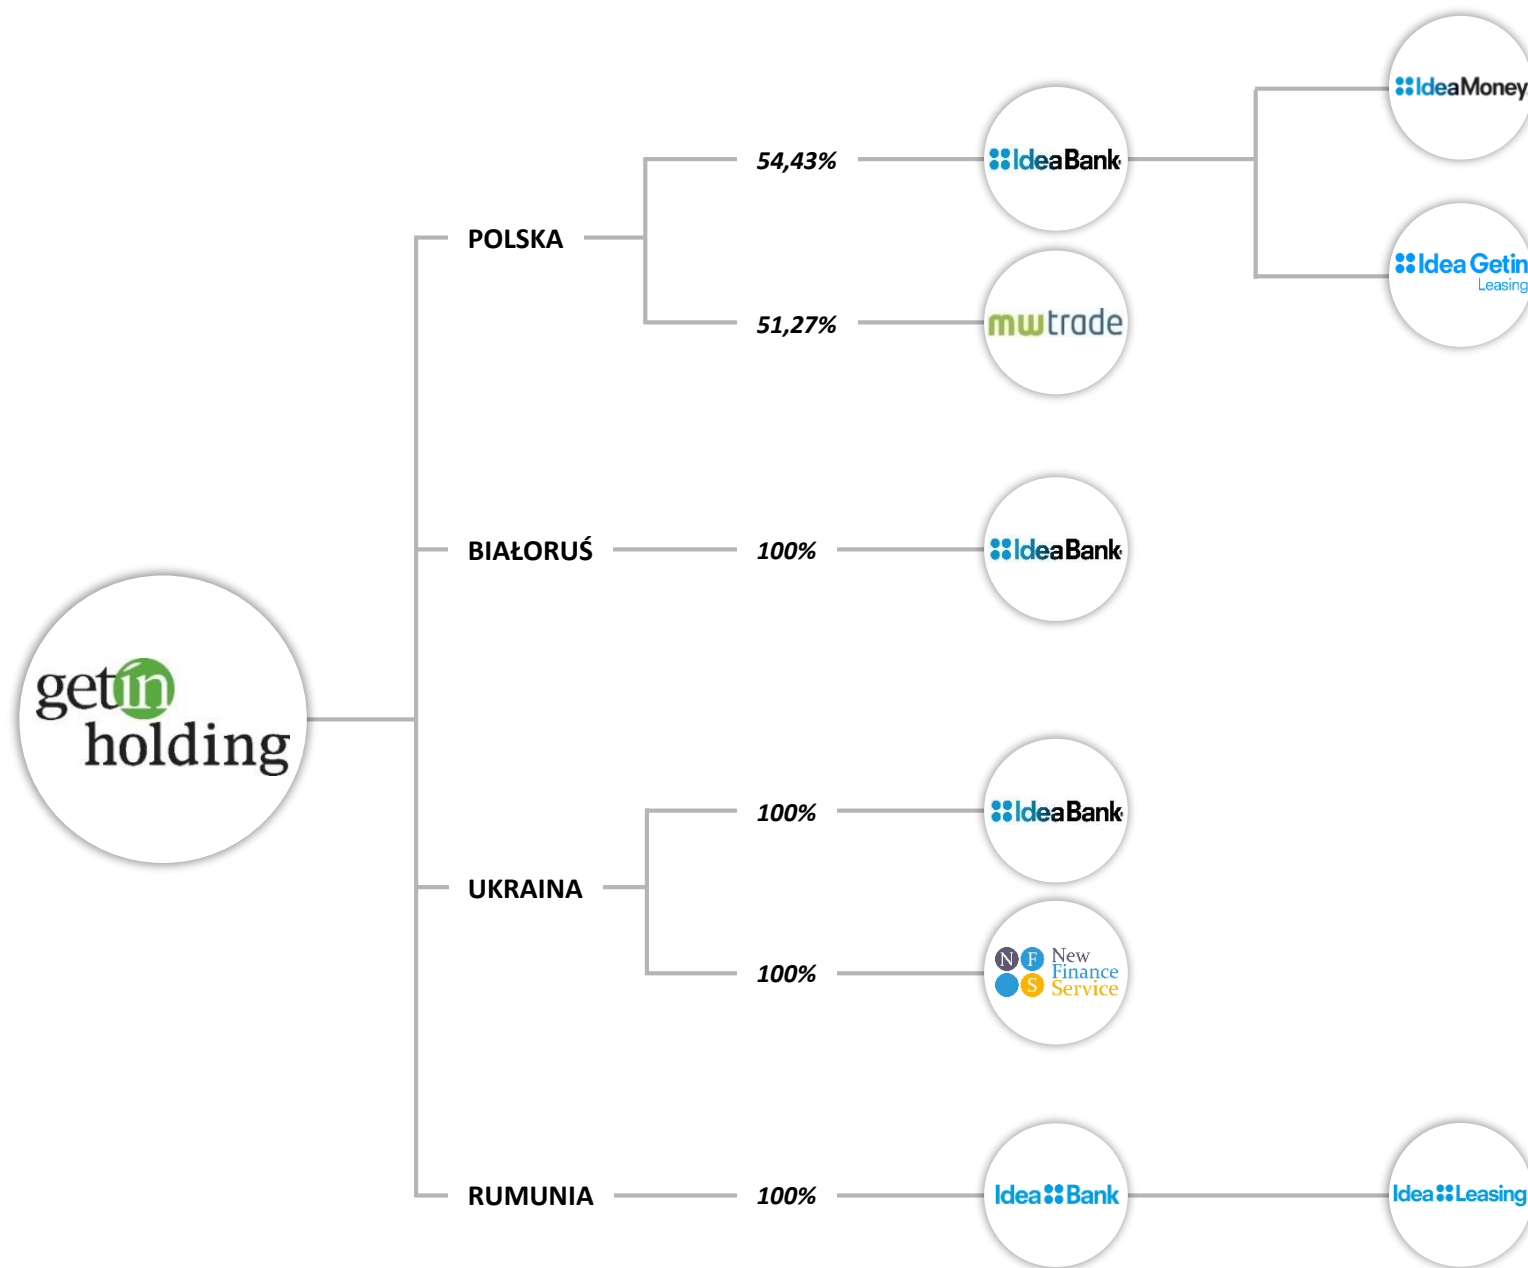 getin
holding
POLSKA
54,43%
IdeaBank
IdeaMoney
Idea Getin
Leasing
51,27%
mwtrade
BIAŁORUŚ
100%
IdeaBank
UKRAINA
100%
IdeaBank
100%
N F S
New
Finance
Service
RUMUNIA
100%
Idea Bank
Idea Leasing